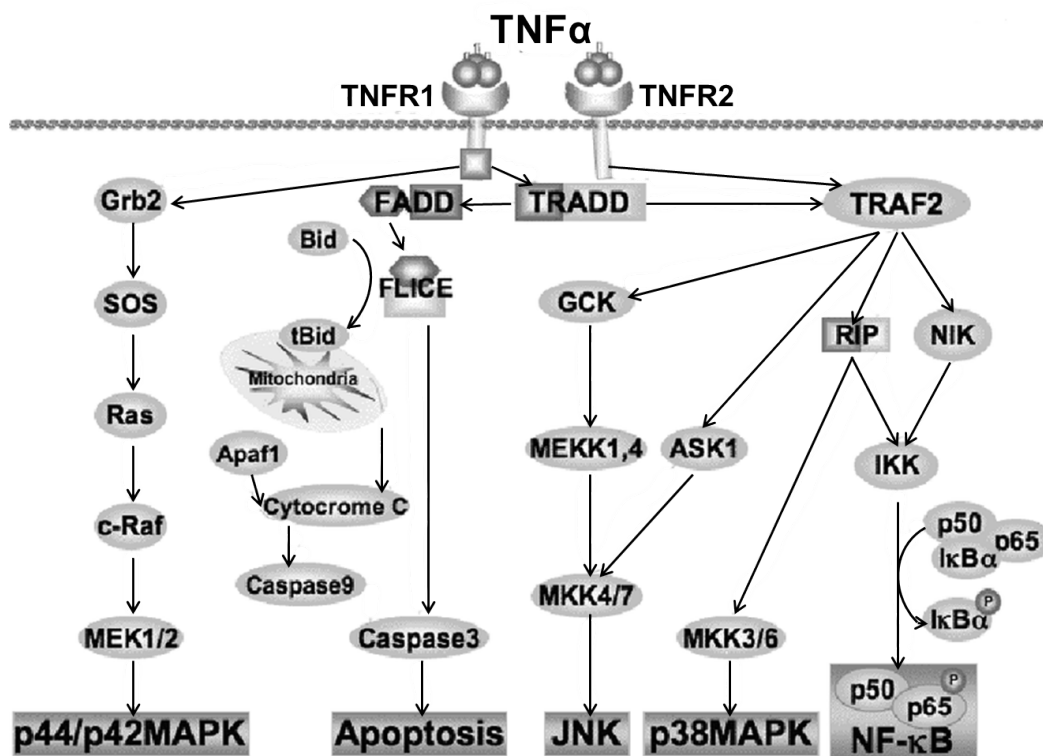 TNFα
TNFR1
TNFR2
Grb2
FADD
TRADD
TRAF2
Bid
SOS
FLICE
GCK
tBid
RIP
NIK
Mitochondria
Ras
Apaf1
MEKK1,4
ASK1
IKK
Cytocrome C
c-Raf
p50
p65
IκBα
Caspase9
MKK4/7
P
IκBα
MEK1/2
Caspase3
MKK3/6
p50
P
p65
p44/p42MAPK
Apoptosis
JNK
p38MAPK
NF-κB